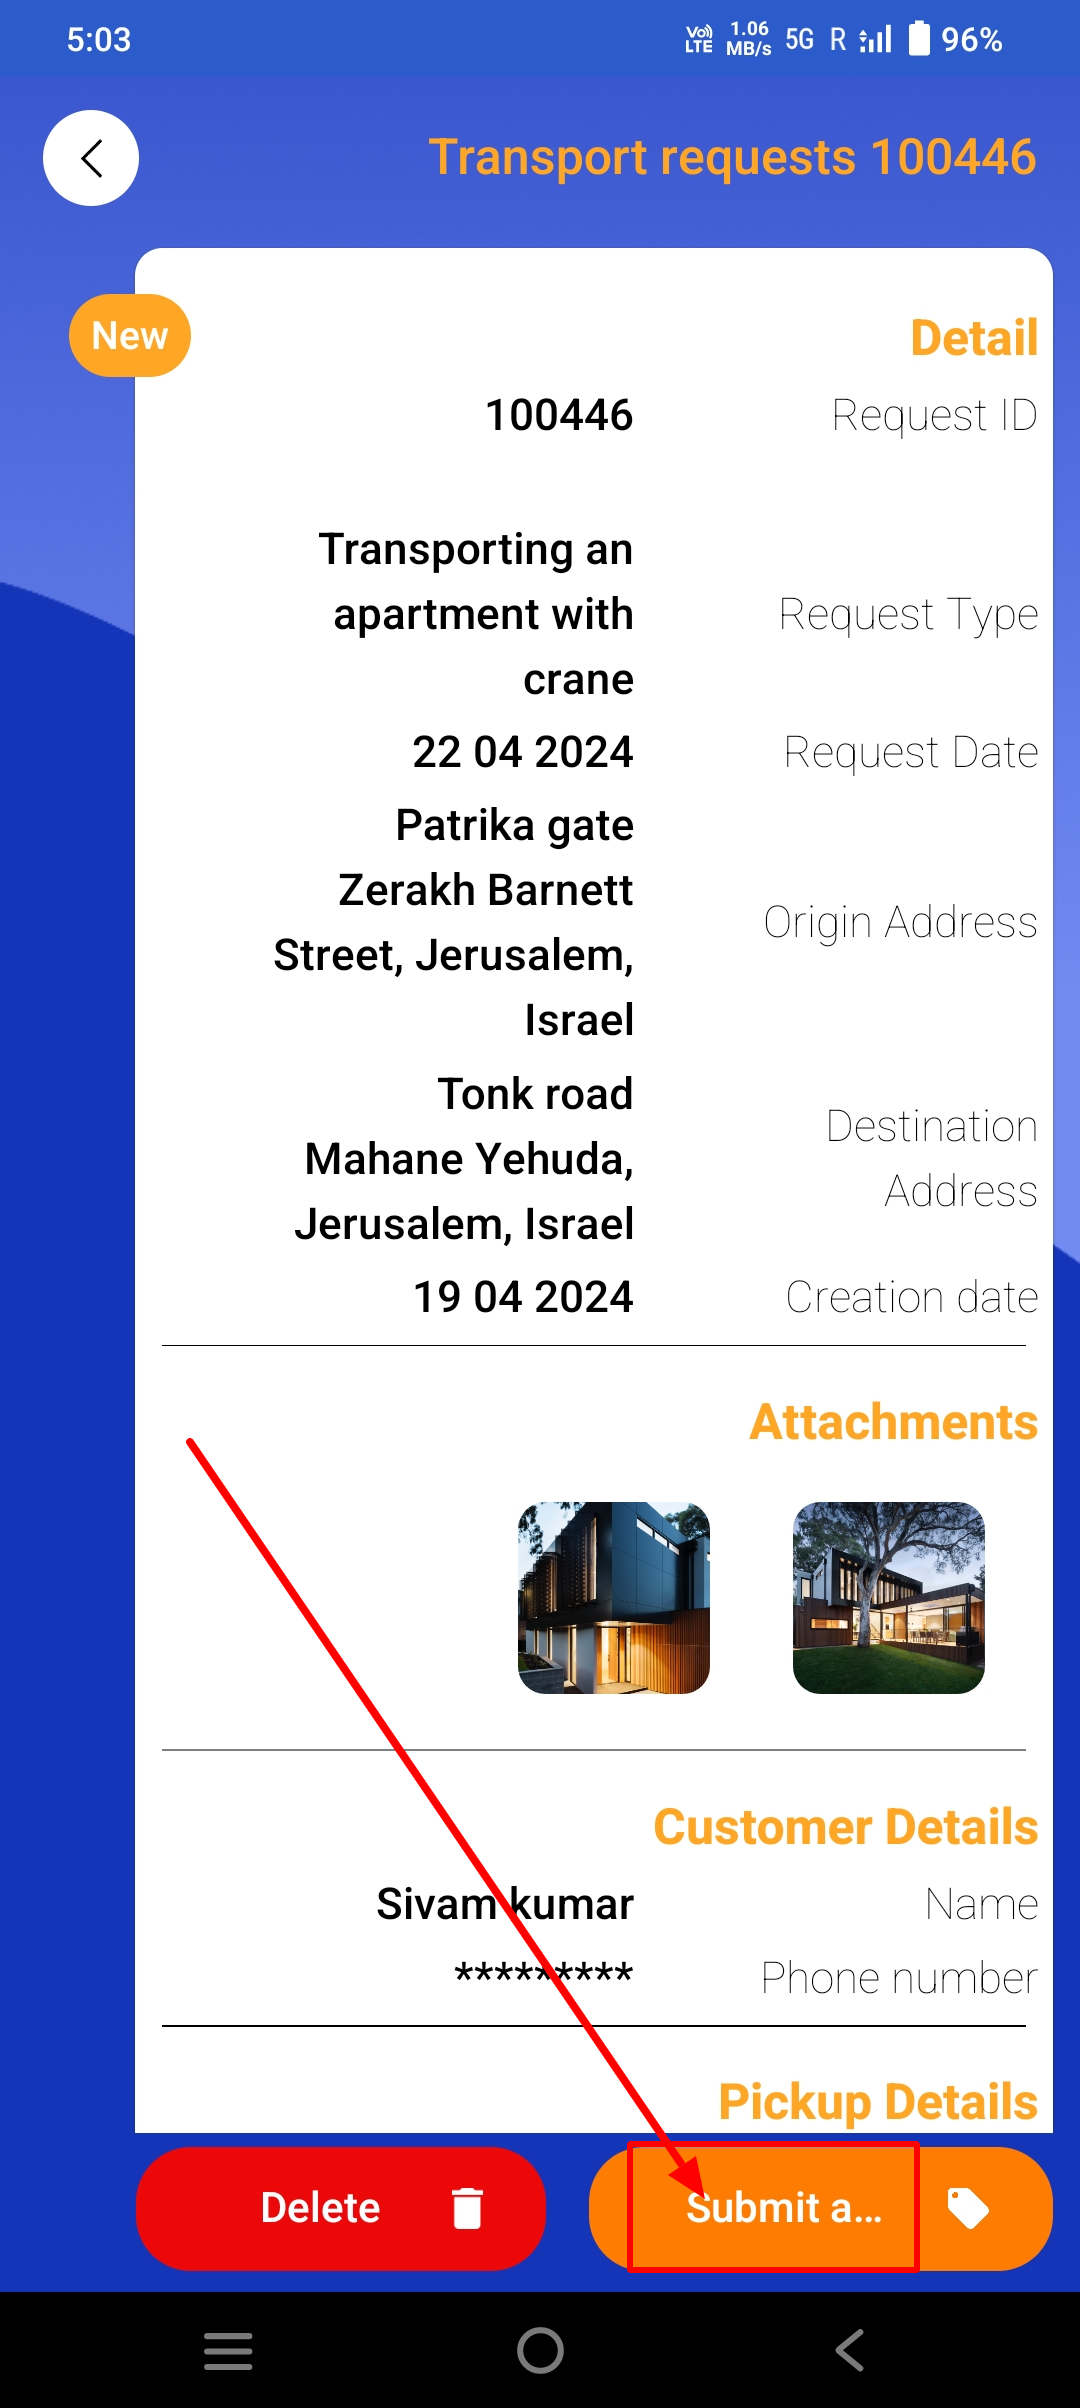 5:03
Vo)) LTE 1.06 MB/s 5G R 96%
Transport requests 100446
New
Detail
Request ID
100446
Transporting an
apartment with
crane
Request Type
22 04 2024
Request Date
Patrika gate
Zerakh Barnett
Street, Jerusalem,
Israel
Origin Address
Tonk road
Mahane Yehuda,
Jerusalem, Israel
Destination
Address
19 04 2024
Creation date
Attachments
Customer Details
Sivam kumar
Name
*********
Phone number
Pickup Details
Delete
Submit a...